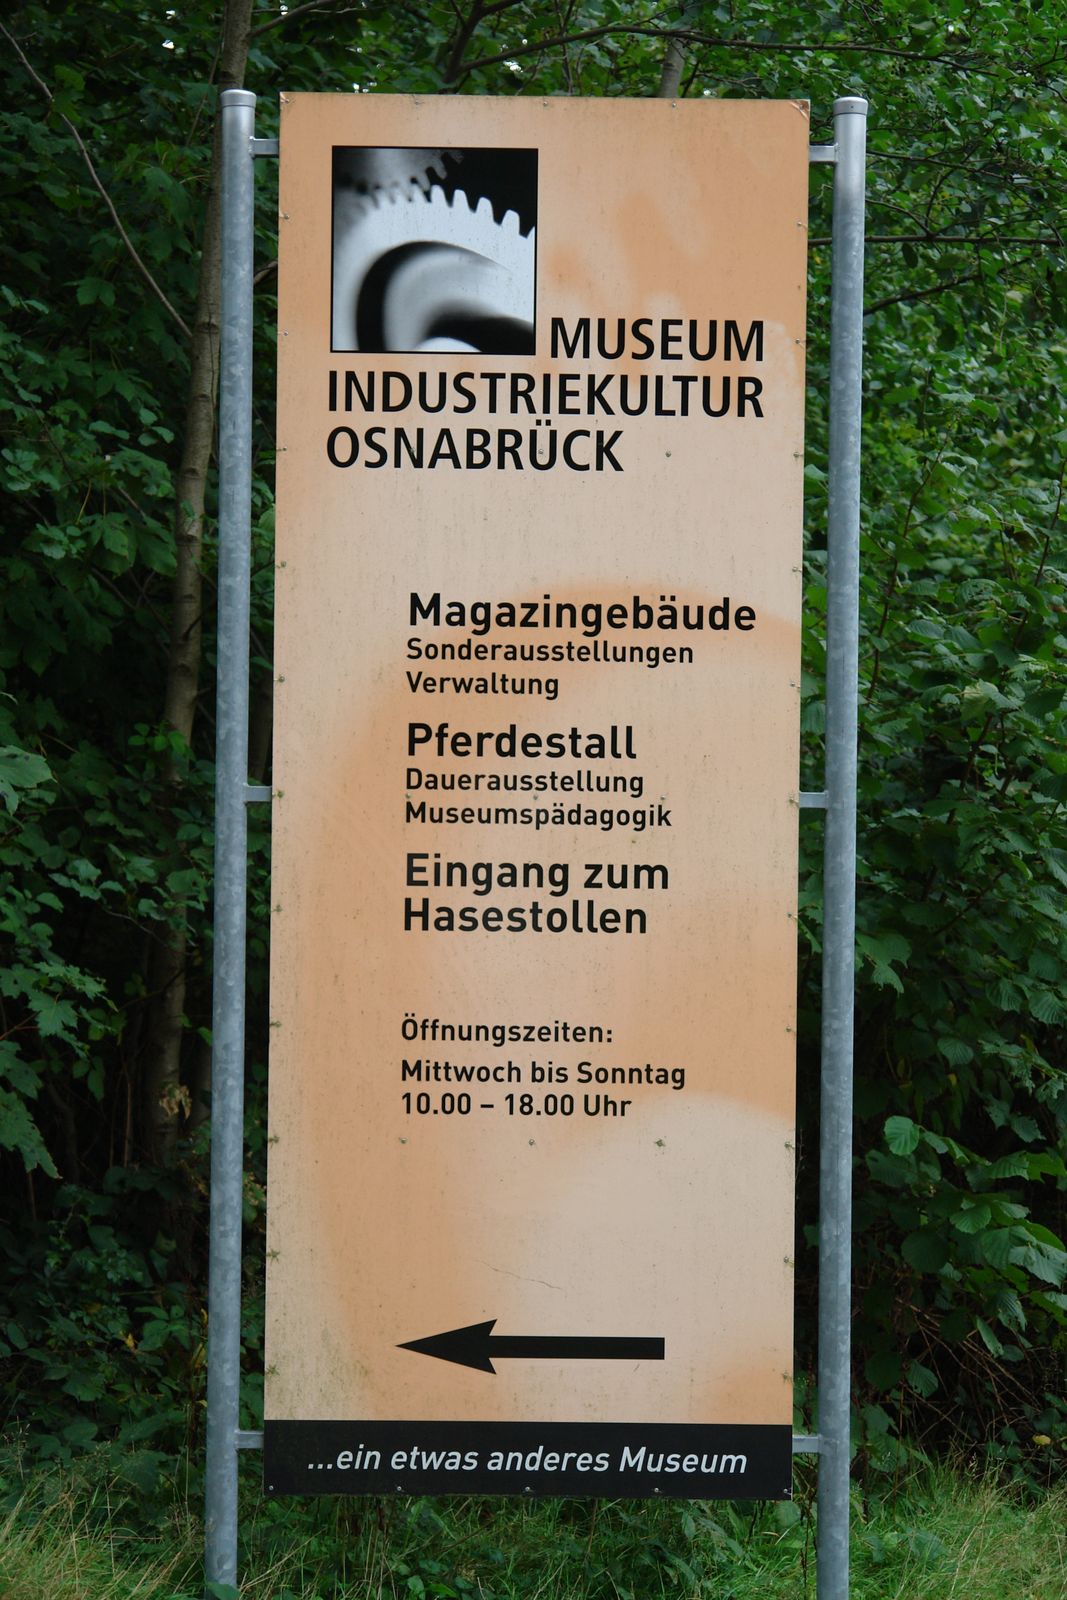 MUSEUM
INDUSTRIEKULTUR
OSNABRÜCK
Magazingebäude
Sonderausstellungen
Verwaltung
Pferdestall
Dauerausstellung
Museumspädagogik
Eingang zum
Hasestollen
Öffnungszeiten:
Mittwoch bis Sonntag
10.00 – 18.00 Uhr
...ein etwas anderes Museum